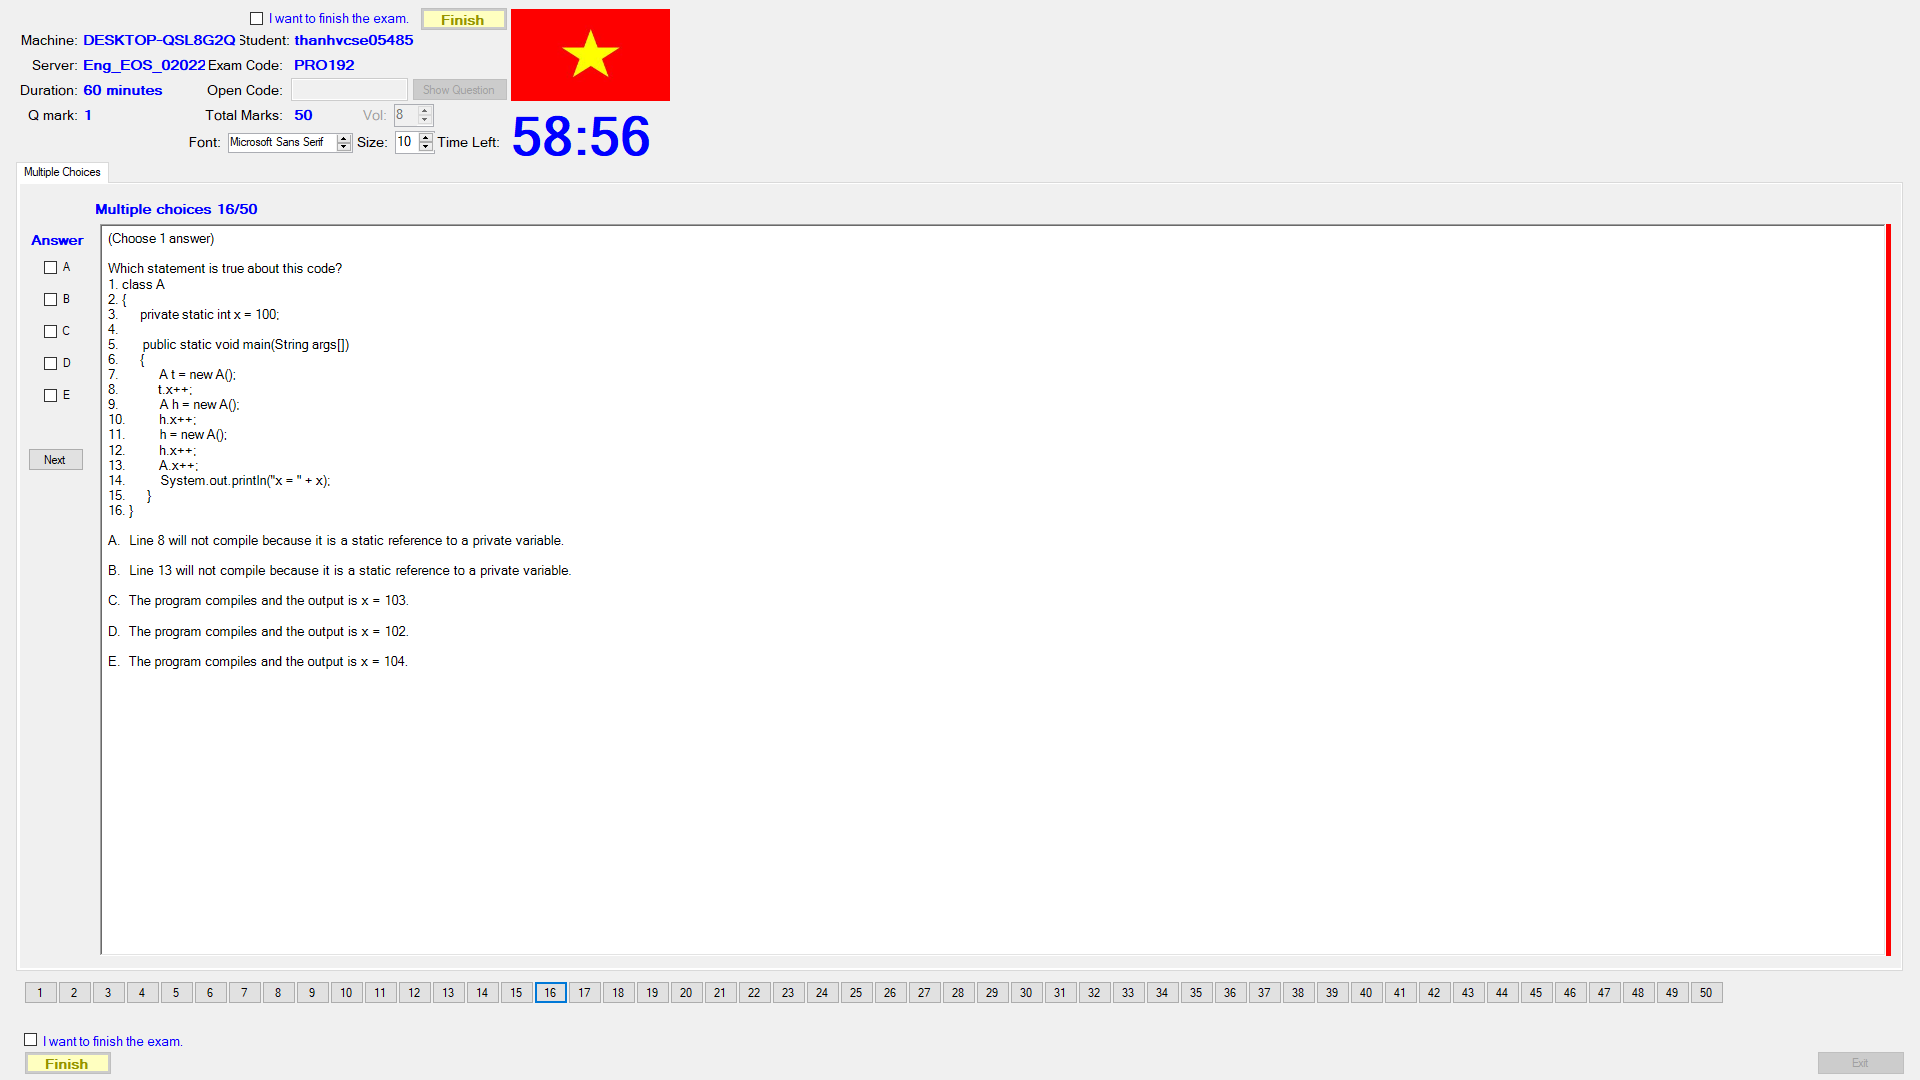 I want to finish the exam.
Finish
Machine: DESKTOP-QSL8G2Q Student: thanhvcse05485
Server: Eng_EOS_02022 Exam Code: PRO192
Duration: 60 minutes Open Code: Show Question
Q mark: 1 Total Marks: 50 Vol: 8
Font: Microsoft Sans Serif Size: 10 Time Left: 58:56
Multiple Choices
Multiple choices 16/50
Answer
A
B
C
D
E
Next
(Choose 1 answer)
Which statement is true about this code?
1. class A
2. {
3. private static int x = 100;
4.
5. public static void main(String args[])
6. {
7. A t = new A();
8. t.x++;
9. A h = new A();
10. h.x++;
11. h = new A();
12. h.x++;
13. A.x++;
14. System.out.println("x = " + x);
15. }
16. }
A. Line 8 will not compile because it is a static reference to a private variable.
B. Line 13 will not compile because it is a static reference to a private variable.
C. The program compiles and the output is x = 103.
D. The program compiles and the output is x = 102.
E. The program compiles and the output is x = 104.
1 2 3 4 5 6 7 8 9 10 11 12 13 14 15 16 17 18 19 20 21 22 23 24 25 26 27 28 29 30 31 32 33 34 35 36 37 38 39 40 41 42 43 44 45 46 47 48 49 50
I want to finish the exam.
Finish
Exit